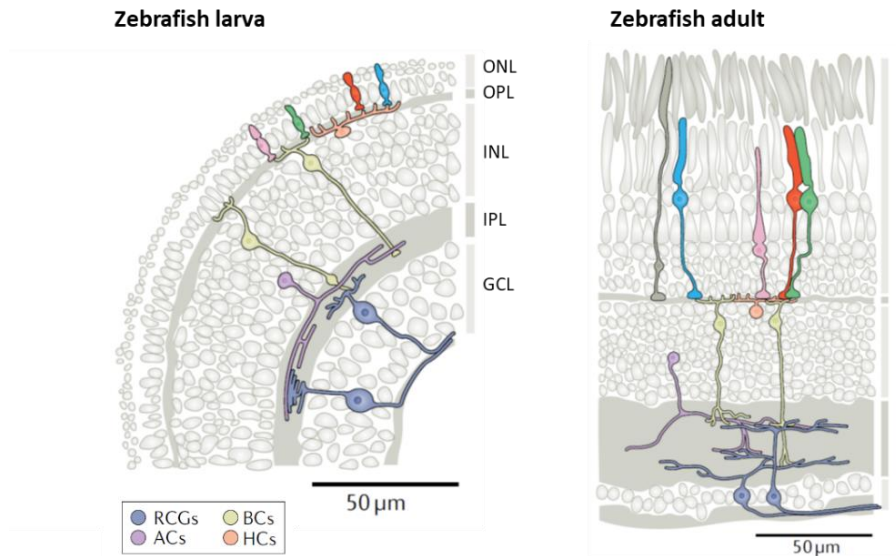 Zebrafish larva
Zebrafish adult
ONL
OPL
INL
IPL
GCL
50 µm
RCGs
BCs
ACs
HCs
50 µm